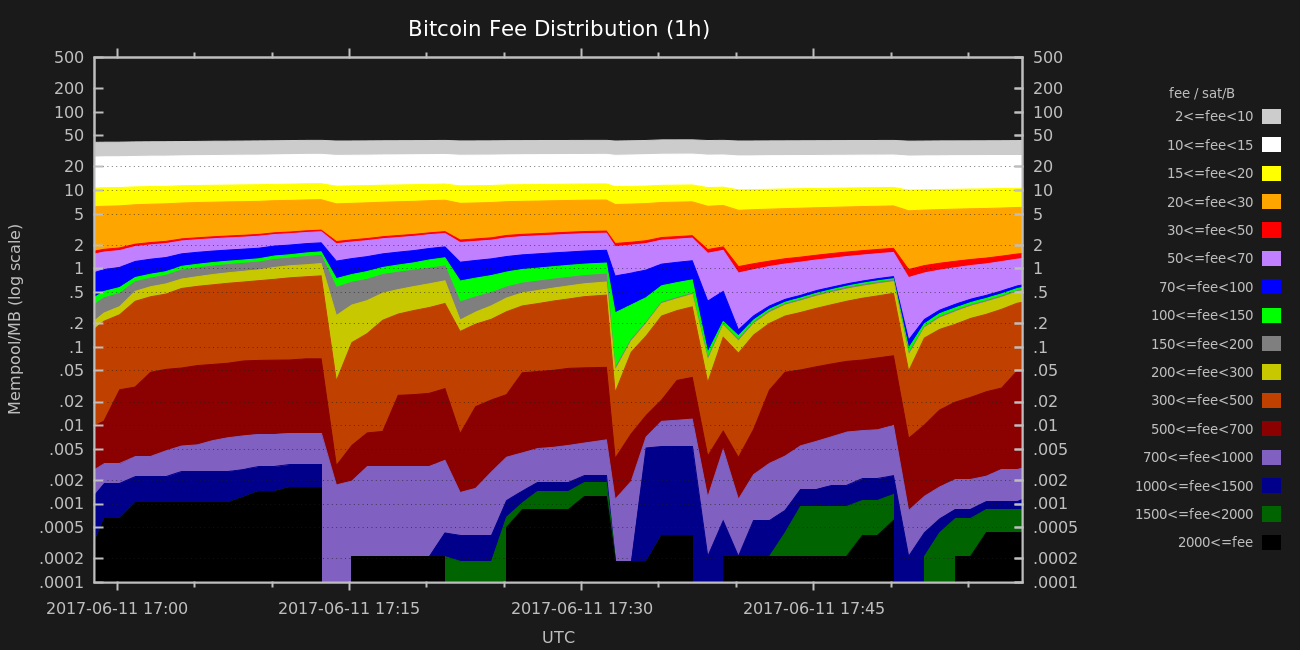 Bitcoin Fee Distribution (1h)
Mempool/MB (log scale)
500
200
100
50
20
10
5
2
1
.5
.2
.1
.05
.02
.01
.005
.002
.001
.0005
.0002
.0001
500
200
100
50
20
10
5
2
1
.5
.2
.1
.05
.02
.01
.005
.002
.001
.0005
.0002
.0001
2017-06-11 17:00
2017-06-11 17:15
2017-06-11 17:30
2017-06-11 17:45
UTC
fee / sat/B
2<=fee<10
10<=fee<15
15<=fee<20
20<=fee<30
30<=fee<50
50<=fee<70
70<=fee<100
100<=fee<150
150<=fee<200
200<=fee<300
300<=fee<500
500<=fee<700
700<=fee<1000
1000<=fee<1500
1500<=fee<2000
2000<=fee